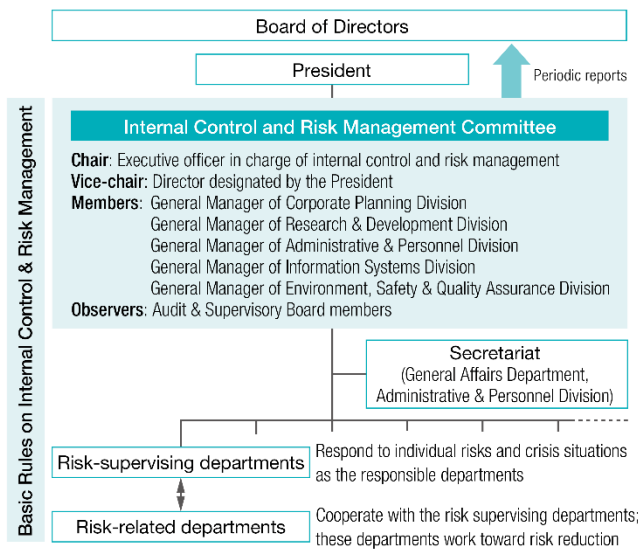 Board of Directors
President
Periodic reports
Basic Rules on Internal Control & Risk Management
Internal Control and Risk Management Committee
Chair: Executive officer in charge of internal control and risk management
Vice-chair: Director designated by the President
Members: General Manager of Corporate Planning Division
General Manager of Research & Development Division
General Manager of Administrative & Personnel Division
General Manager of Information Systems Division
General Manager of Environment, Safety & Quality Assurance Division
Observers: Audit & Supervisory Board members
Secretariat
(General Affairs Department,
Administrative & Personnel Division)
Risk-supervising departments
Respond to individual risks and crisis situations
as the responsible departments
Risk-related departments
Cooperate with the risk supervising departments;
these departments work toward risk reduction